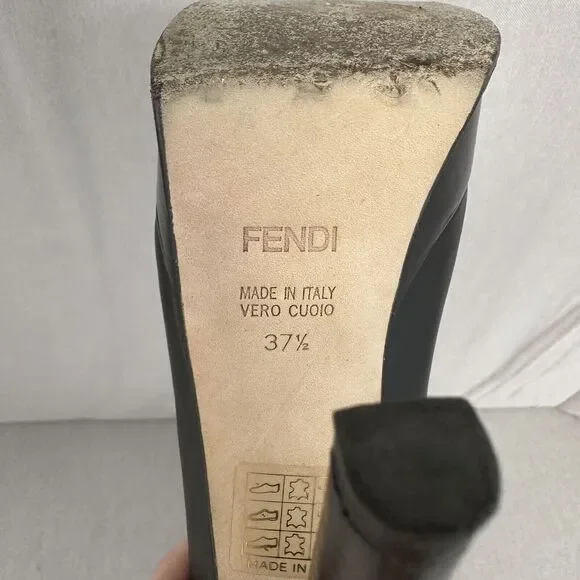 FENDI
MADE IN ITALY
VERO CUOIO
37½
MADE IN